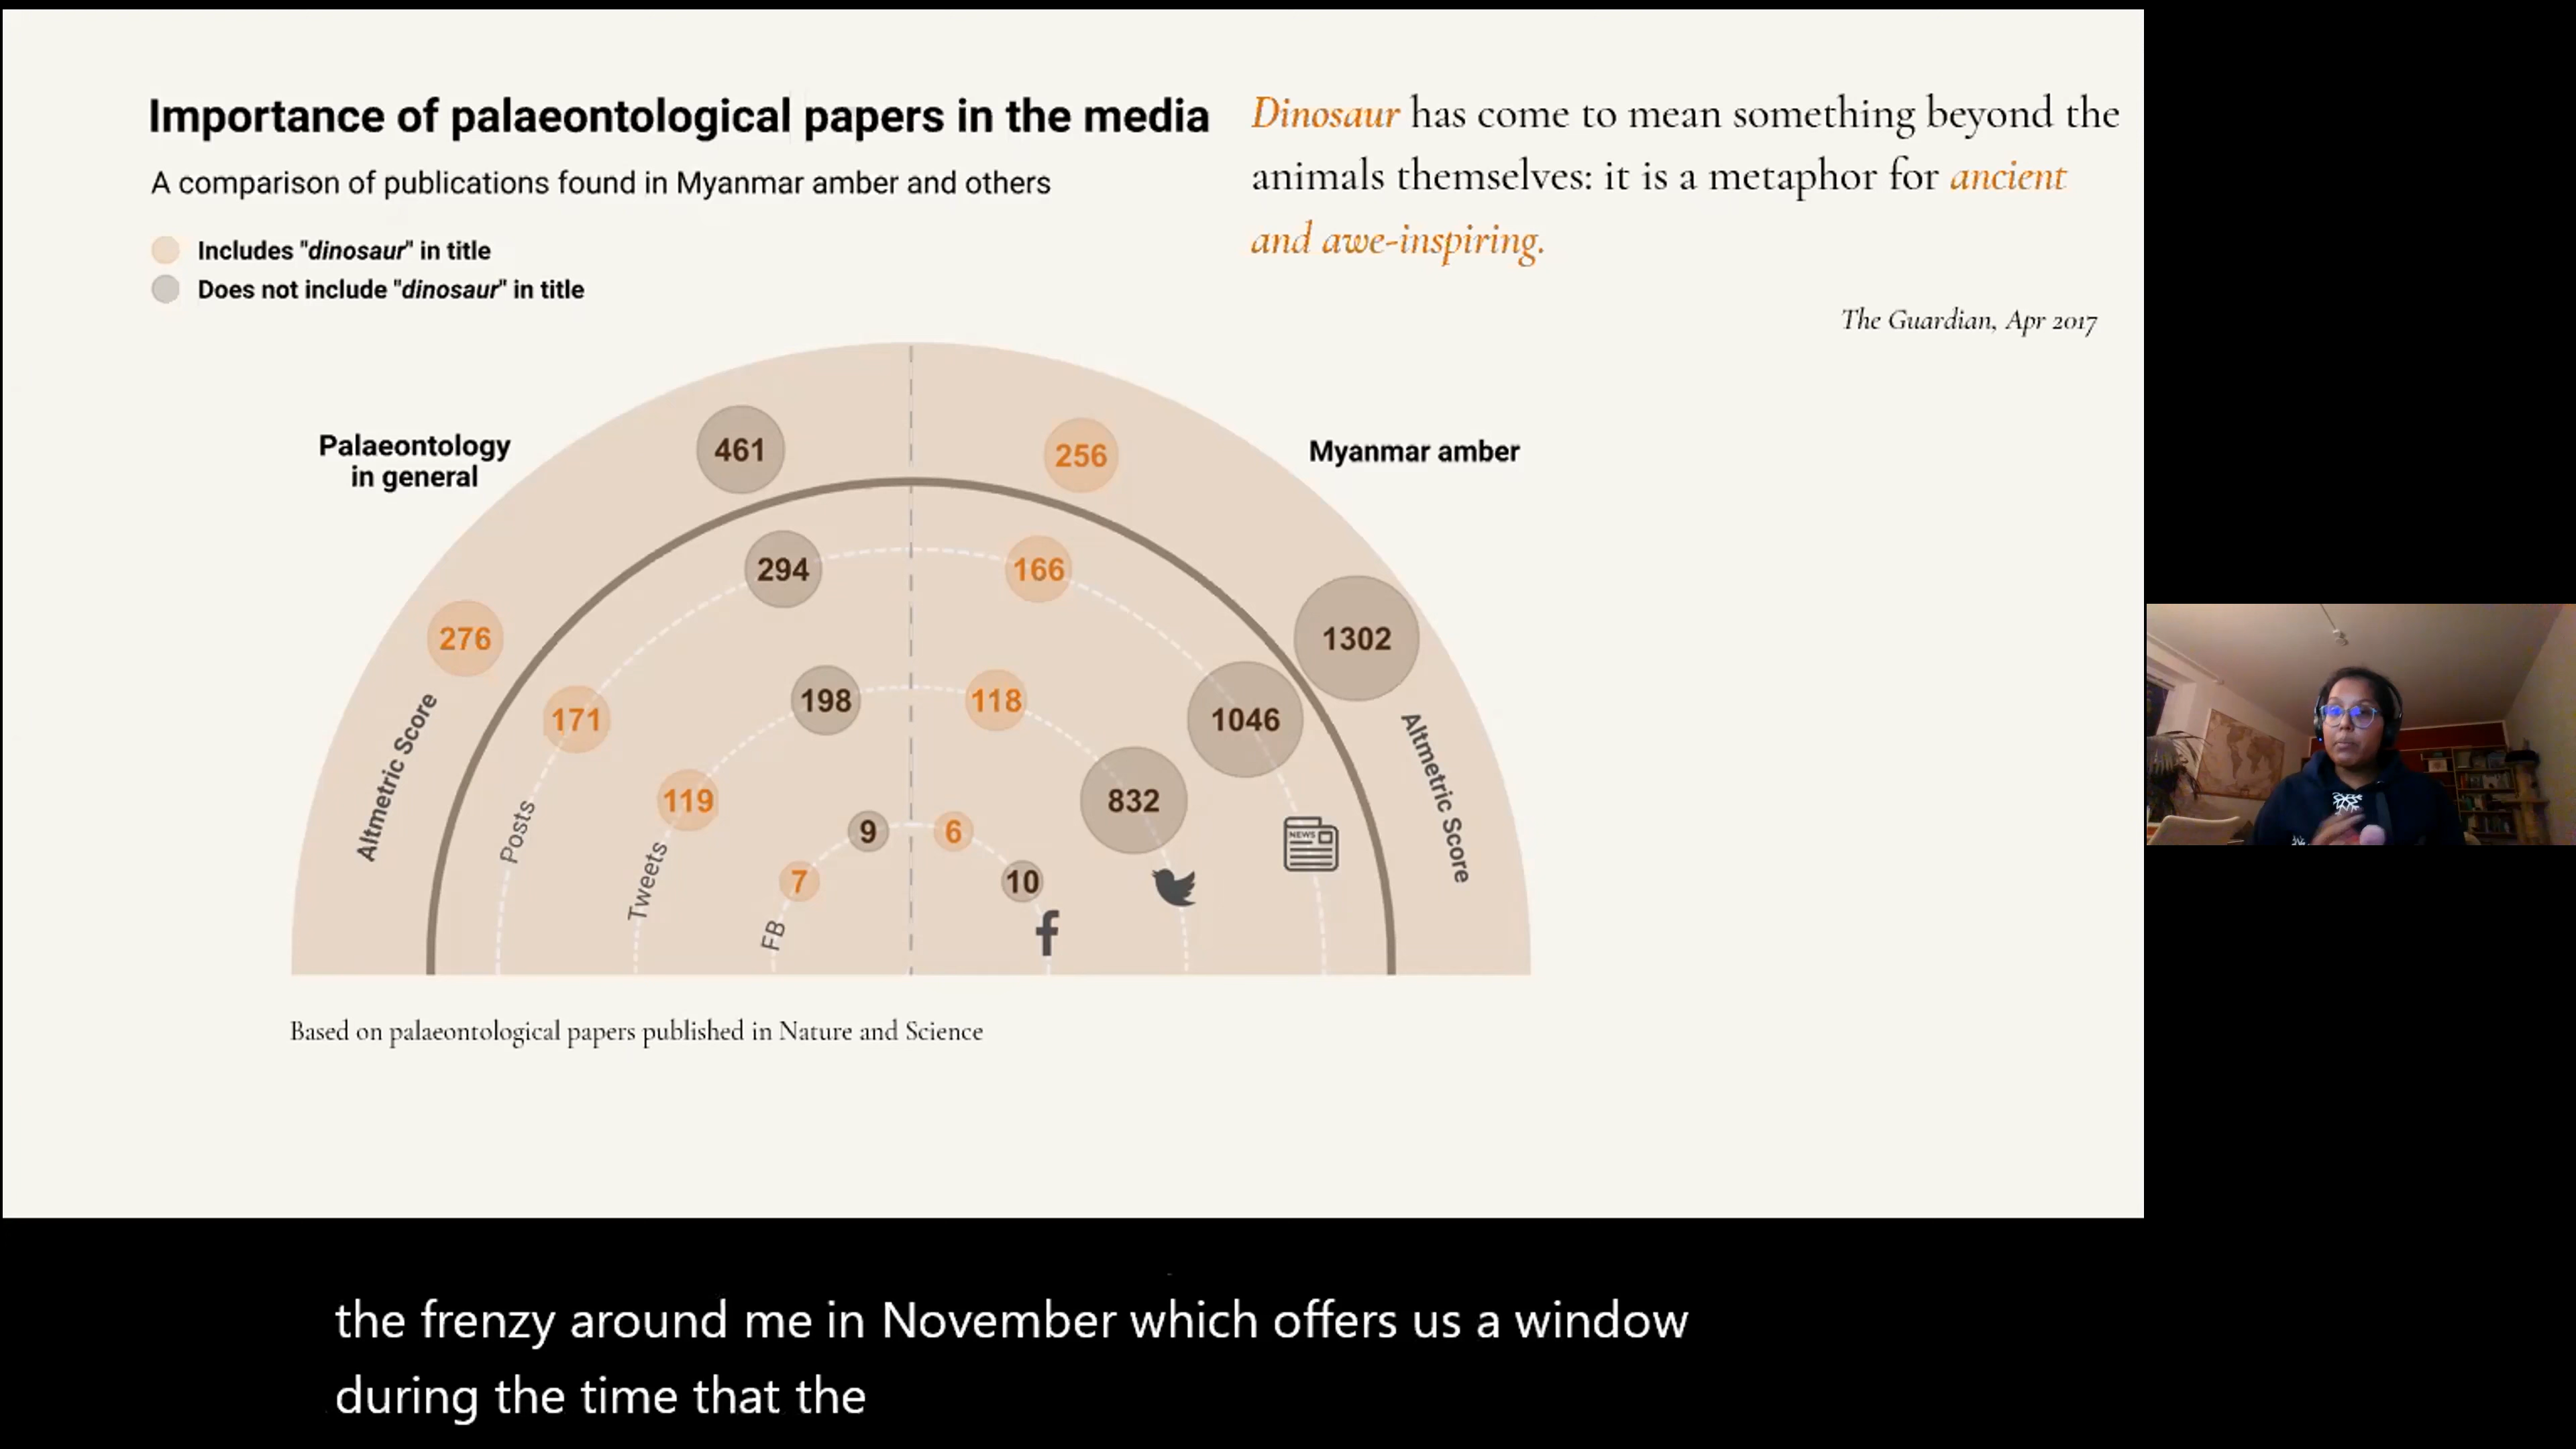 Importance of palaeontological papers in the media
A comparison of publications found in Myanmar amber and others
Includes "dinosaur" in title
Does not include "dinosaur" in title
Dinosaur has come to mean something beyond the
animals themselves: it is a metaphor for ancient
and awe-inspiring.
The Guardian, Apr 2017
Palaeontology
in general
Myanmar amber
461
256
294
166
276
1302
171
198
118
1046
119
832
9
6
7
10
Altmetric Score
Posts
Tweets
FB
NEWS
Altmetric Score
Based on palaeontological papers published in Nature and Science
the frenzy around me in November which offers us a window
during the time that the